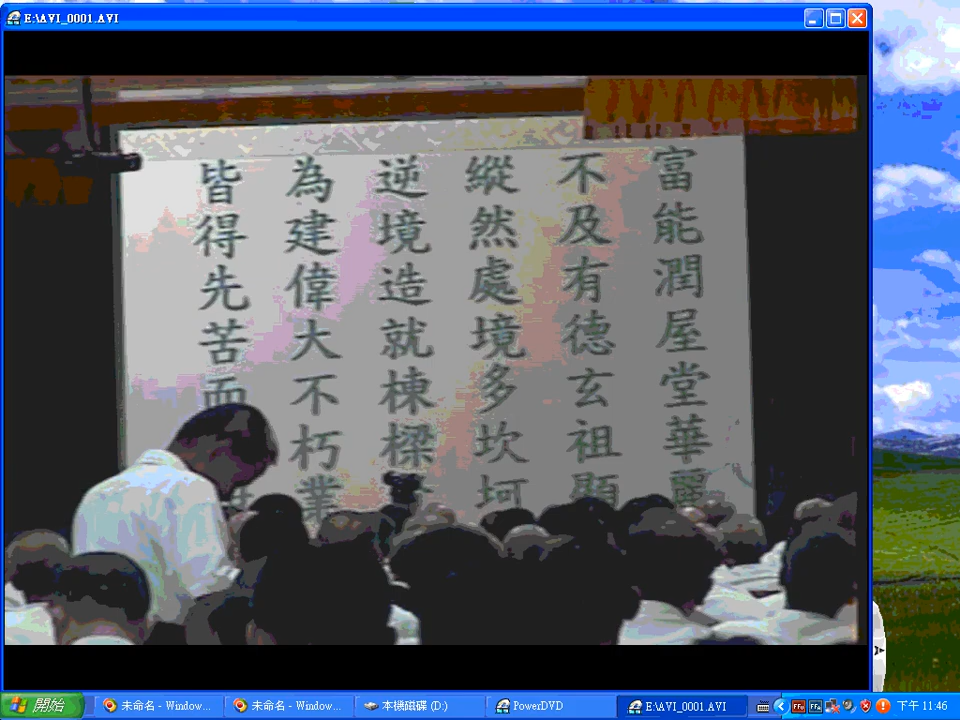 E:\AVI_0001.AVI
富能潤屋堂華麗
不及有德玄祖顯
縱然處境多坎坷
逆境造就棟樑
為建偉大不朽業
皆得先苦而
開始
未命名 - Window...
未命名 - Window...
本機磁碟 (D:)
PowerDVD
E:\AVI_0001.AVI
下午 11:46